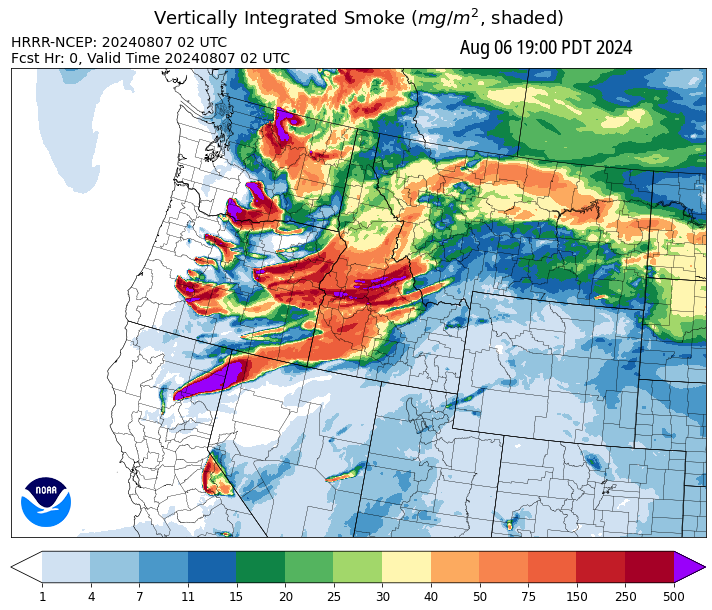 Vertically Integrated Smoke (mg/m², shaded)
HRRR-NCEP: 20240807 02 UTC
Aug 06 19:00 PDT 2024
Fcst Hr: 0, Valid Time 20240807 02 UTC
NOAA
1 4 7 11 15 20 25 30 40 50 75 150 250 500